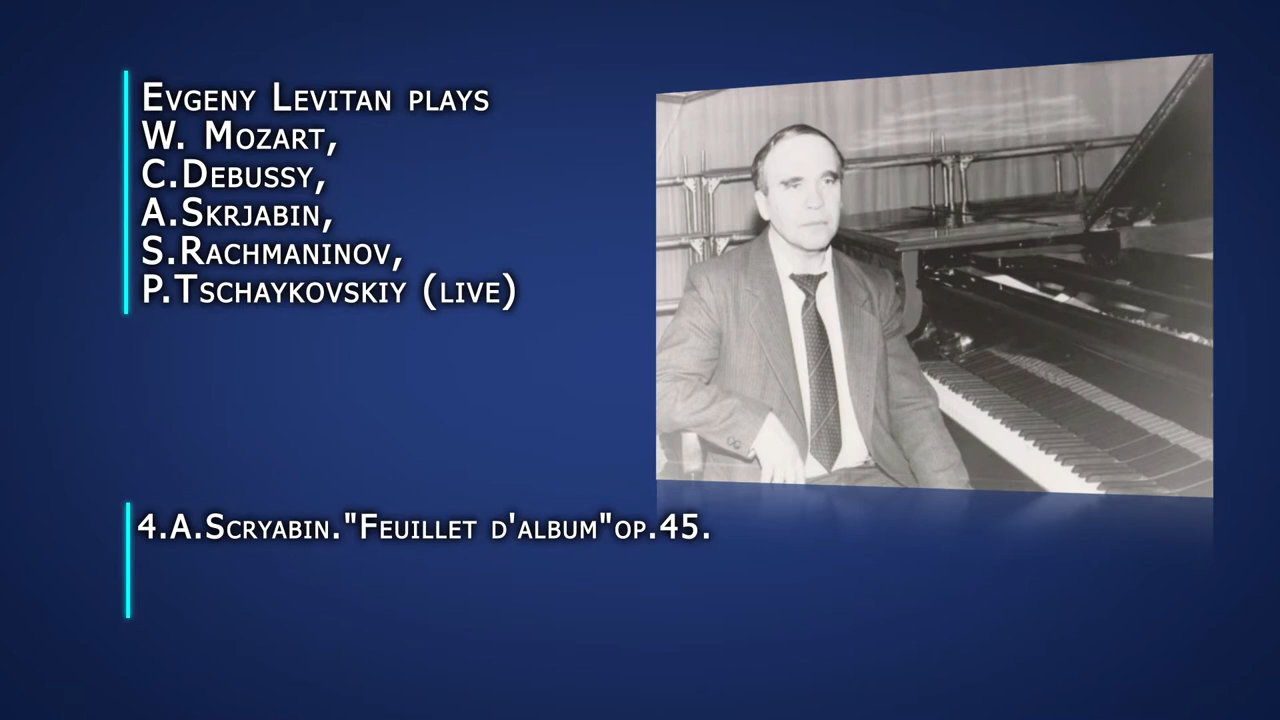 Evgeny Levitan plays
W. Mozart,
C.Debussy,
A.Skrjabin,
S.Rachmaninov,
P.Tschaykovskiy (live)
4.A.Scryabin."Feuillet d'album"op.45.